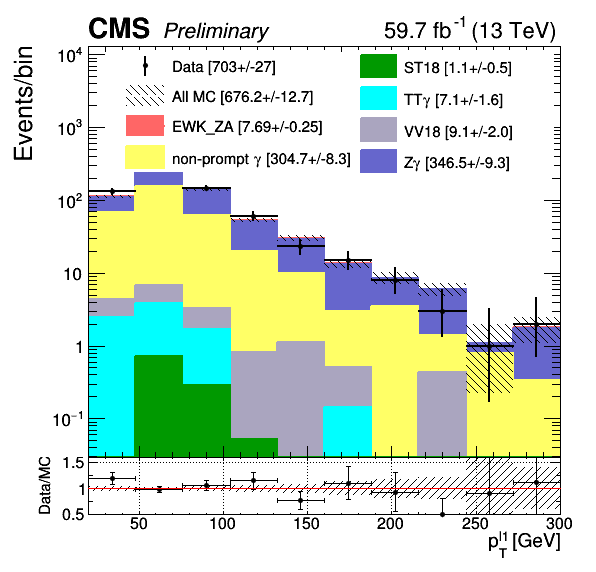 CMS Preliminary 59.7 fb⁻¹ (13 TeV)
Events/bin
10⁴
10³
10²
10
1
10⁻¹
Data [703+/-27]
All MC [676.2+/-12.7]
EWK_ZA [7.69+/-0.25]
non-prompt γ [304.7+/-8.3]
ST18 [1.1+/-0.5]
TTγ [7.1+/-1.6]
VV18 [9.1+/-2.0]
Zγ [346.5+/-9.3]
Data/MC
1.5
1
0.5
50 100 150 200 250 300
p_T^l1 [GeV]